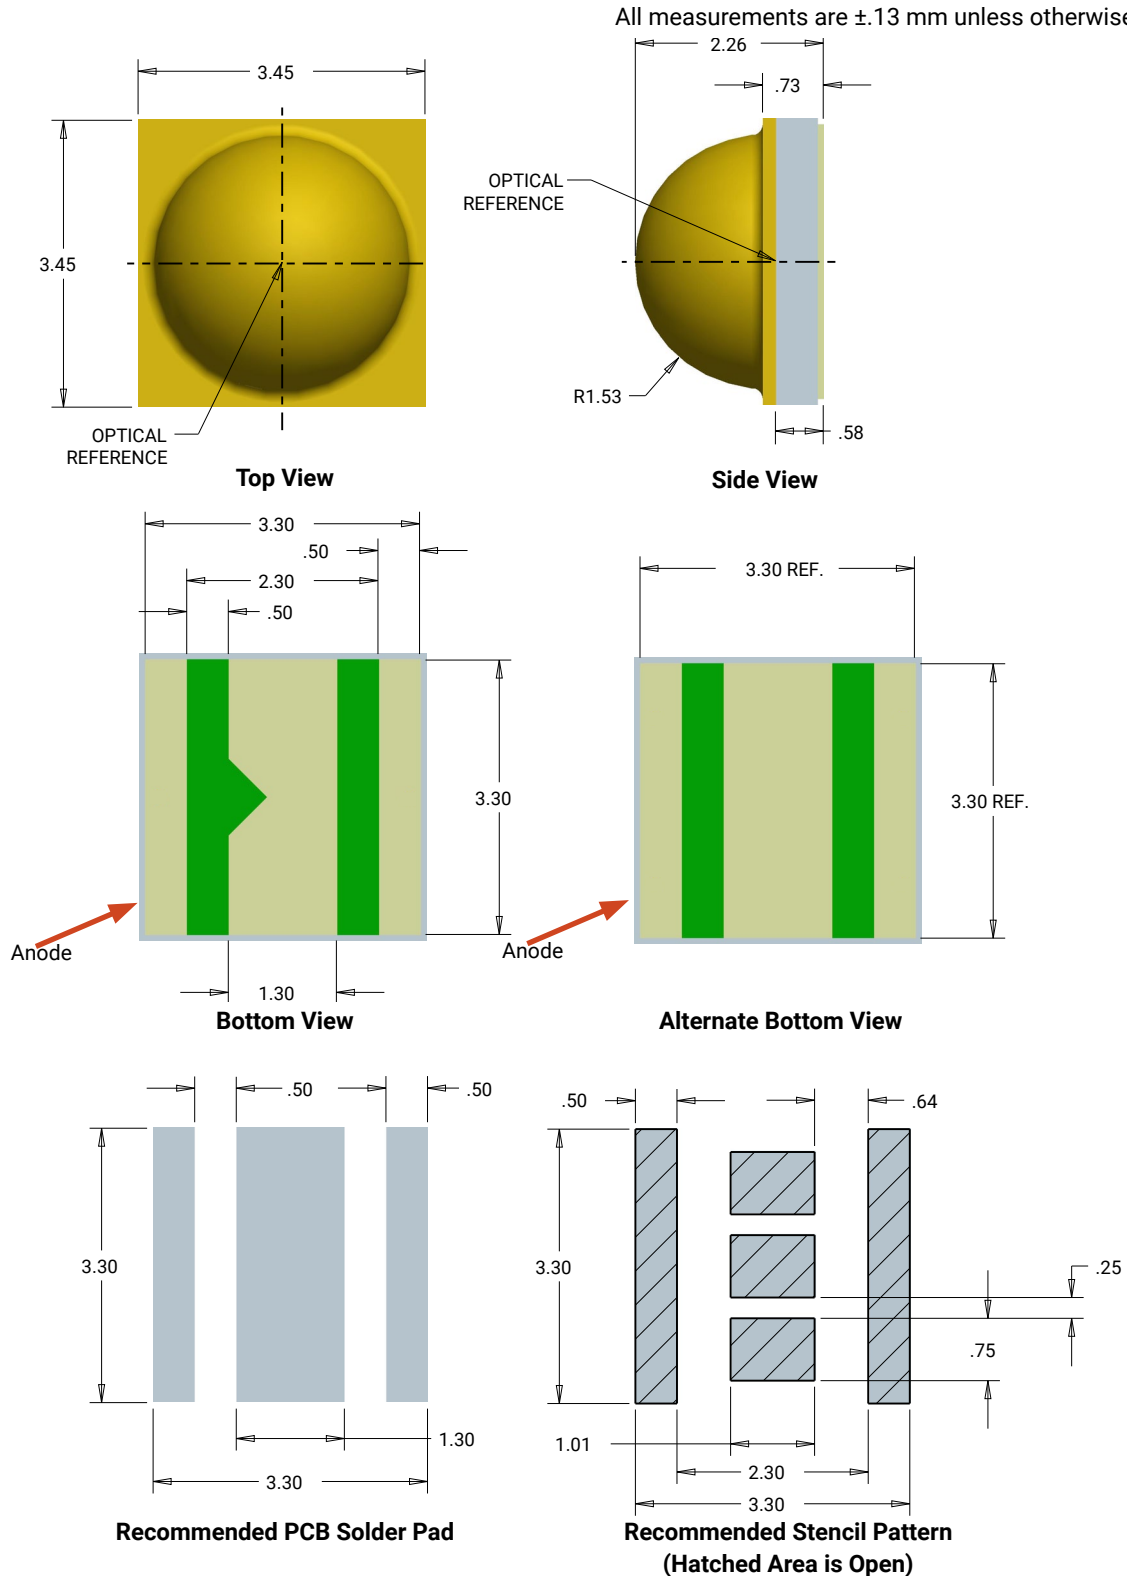 All measurements are ±.13 mm unless otherwise
2.26
3.45
.73
OPTICAL
REFERENCE
3.45
R1.53
OPTICAL
REFERENCE
.58
Top View
Side View
3.30
.50
2.30
.50
3.30 REF.
3.30
3.30 REF.
Anode
Anode
1.30
Bottom View
Alternate Bottom View
.50
.50
.50
.64
3.30
3.30
.25
.75
1.30
1.01
3.30
2.30
3.30
Recommended PCB Solder Pad
Recommended Stencil Pattern
(Hatched Area is Open)